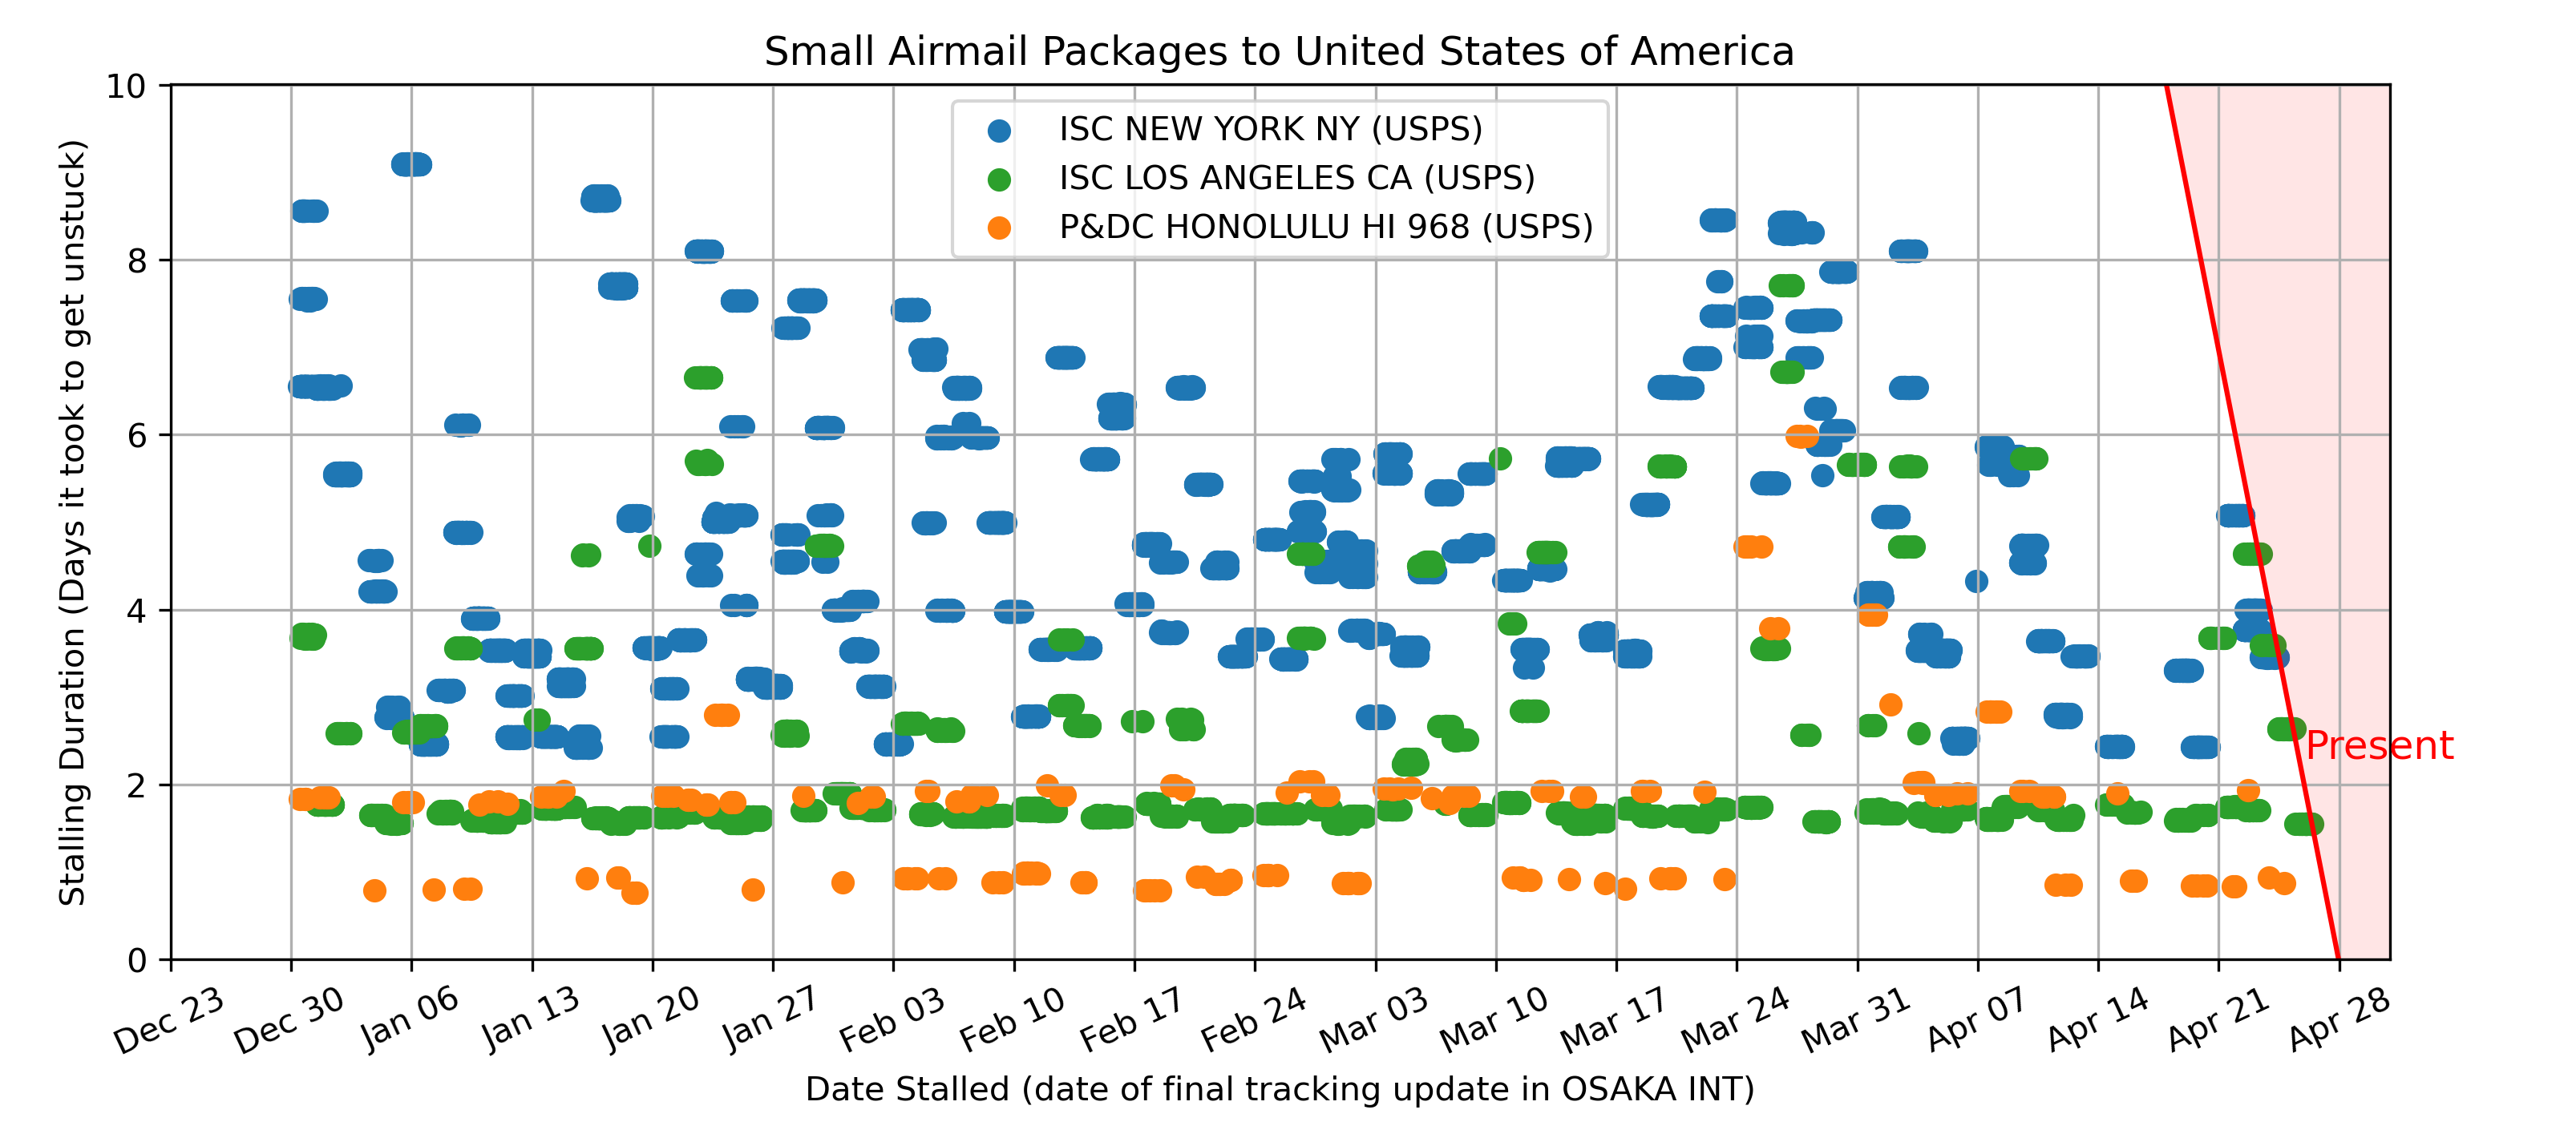 Small Airmail Packages to United States of America
Stalling Duration (Days it took to get unstuck)
10
8
6
4
2
0
ISC NEW YORK NY (USPS)
ISC LOS ANGELES CA (USPS)
P&DC HONOLULU HI 968 (USPS)
Present
Dec 23
Dec 30
Jan 06
Jan 13
Jan 20
Jan 27
Feb 03
Feb 10
Feb 17
Feb 24
Mar 03
Mar 10
Mar 17
Mar 24
Mar 31
Apr 07
Apr 14
Apr 21
Apr 28
Date Stalled (date of final tracking update in OSAKA INT)